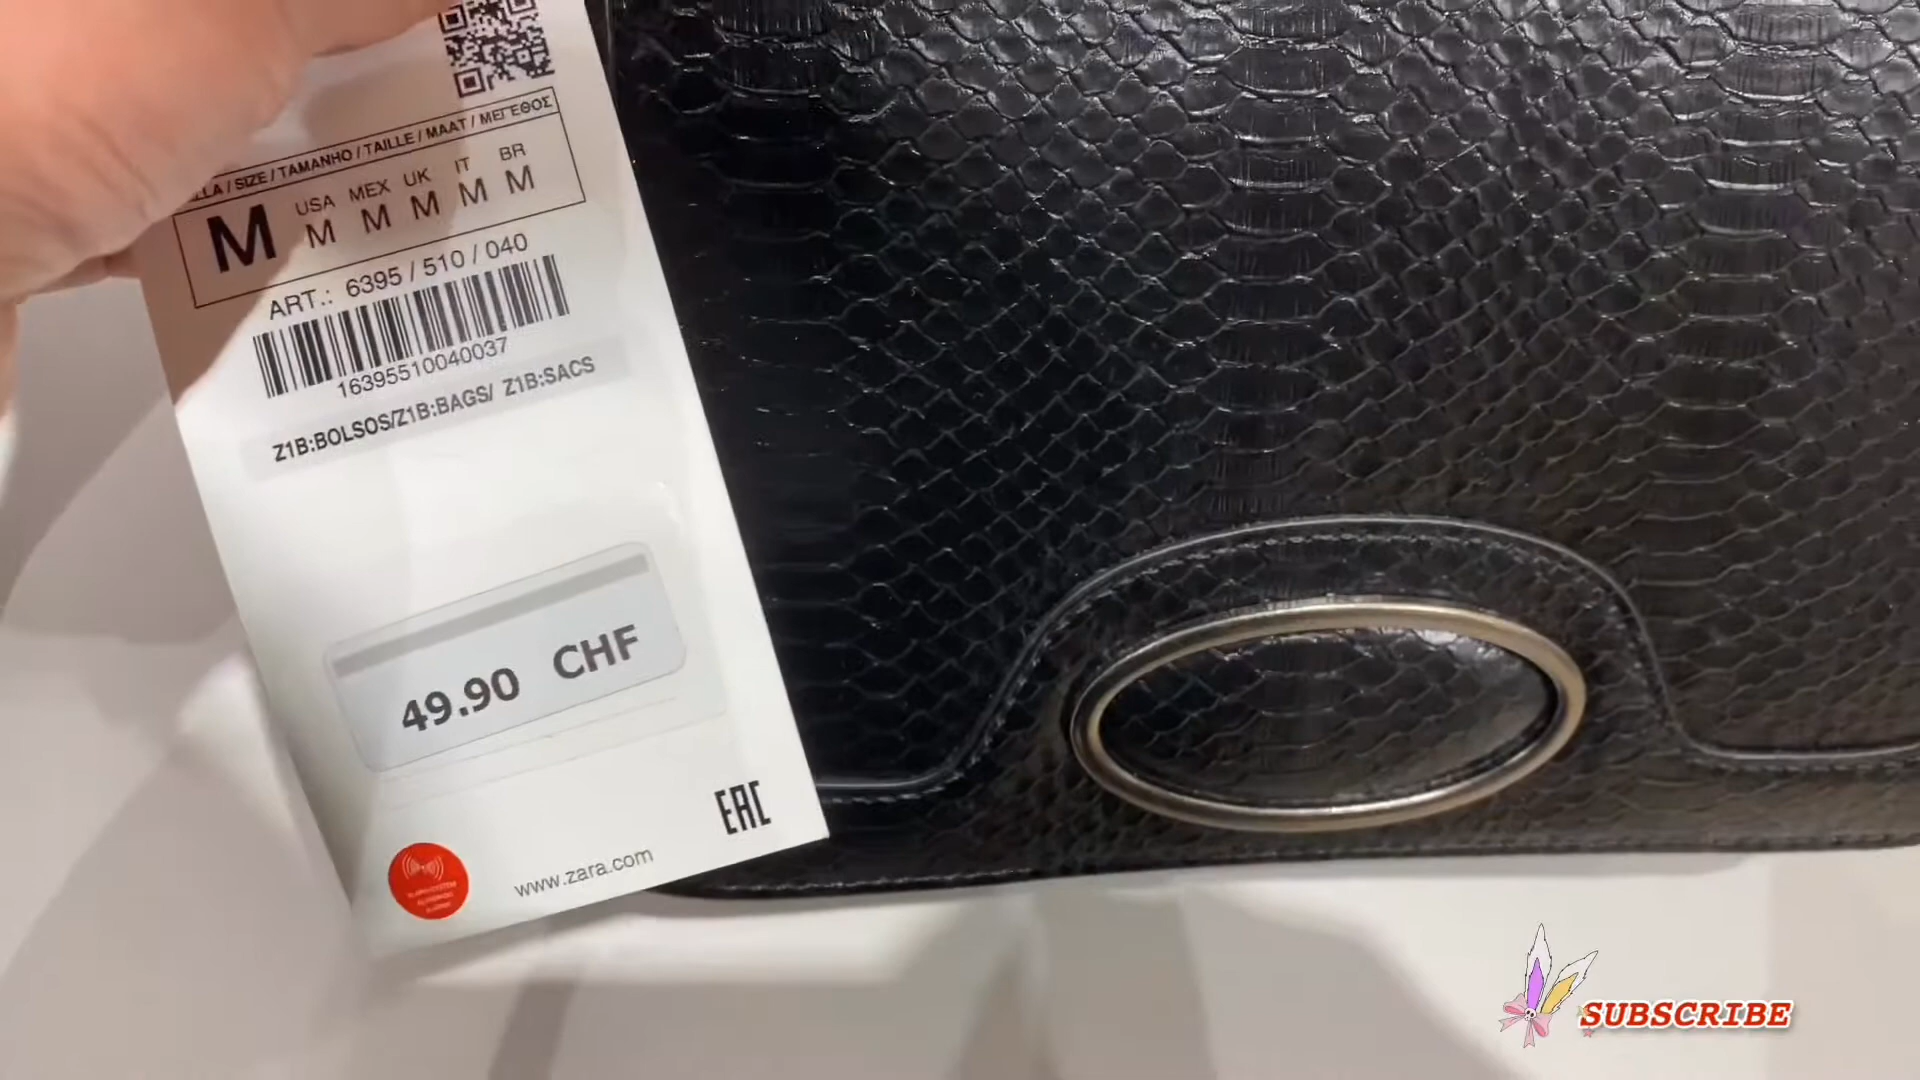 LLA / SIZE / TAMANHO / TAILLE / MAAT / ΜΕΓΕΘΟΣ
M USA MEX UK IT BR
M M M M M
ART.: 6395 / 510 / 040
16395510040037
Z1B:BOLSOS/Z1B:BAGS/ Z1B:SACS
49.90 CHF
EAC
www.zara.com
SUBSCRIBE